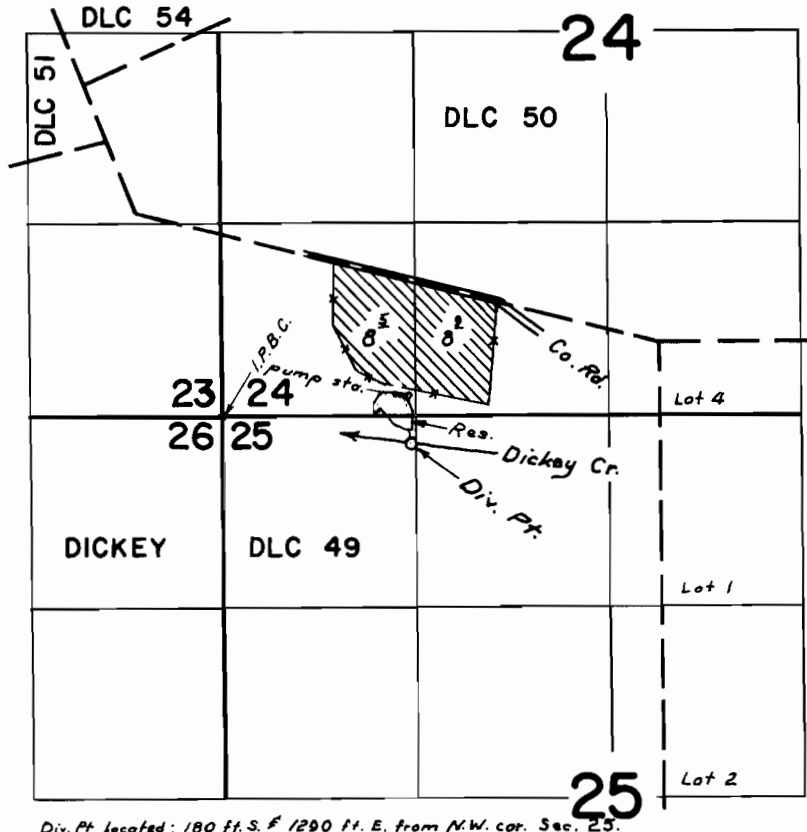 DLC 54
24
DLC 51
DLC 50
8 5
8 2
Co. Rd.
I.P.B.C.
pump sta.
23 24
Lot 4
26 25
Res.
Dickey Cr.
Div. Pt.
DICKEY
DLC 49
Lot 1
25
Lot 2
Div. Pt. Located: 180 ft. S. & 1290 ft. E. from N.W. cor. Sec. 25.